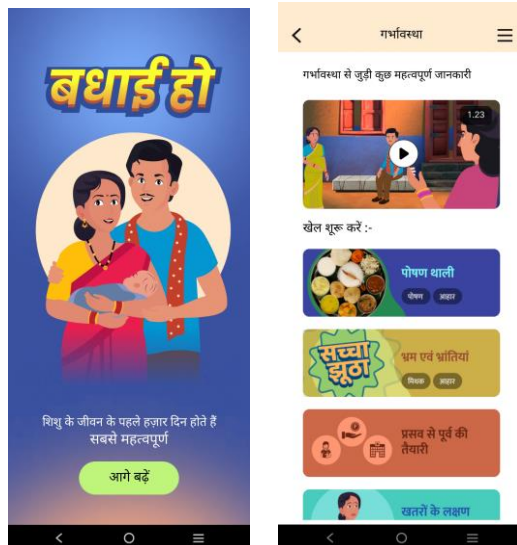 बधाई हो
शिशु के जीवन के पहले हज़ार दिन होते हैं
सबसे महत्वपूर्ण
आगे बढ़ें
गर्भावस्था
गर्भावस्था से जुड़ी कुछ महत्वपूर्ण जानकारी
1.23
खेल शुरू करें :-
पोषण थाली
पोषण आहार
सच्चा
झूठा
भ्रम एवं भ्रांतियां
मिथक आहार
प्रसव से पूर्व की
तैयारी
खतरों के लक्षण